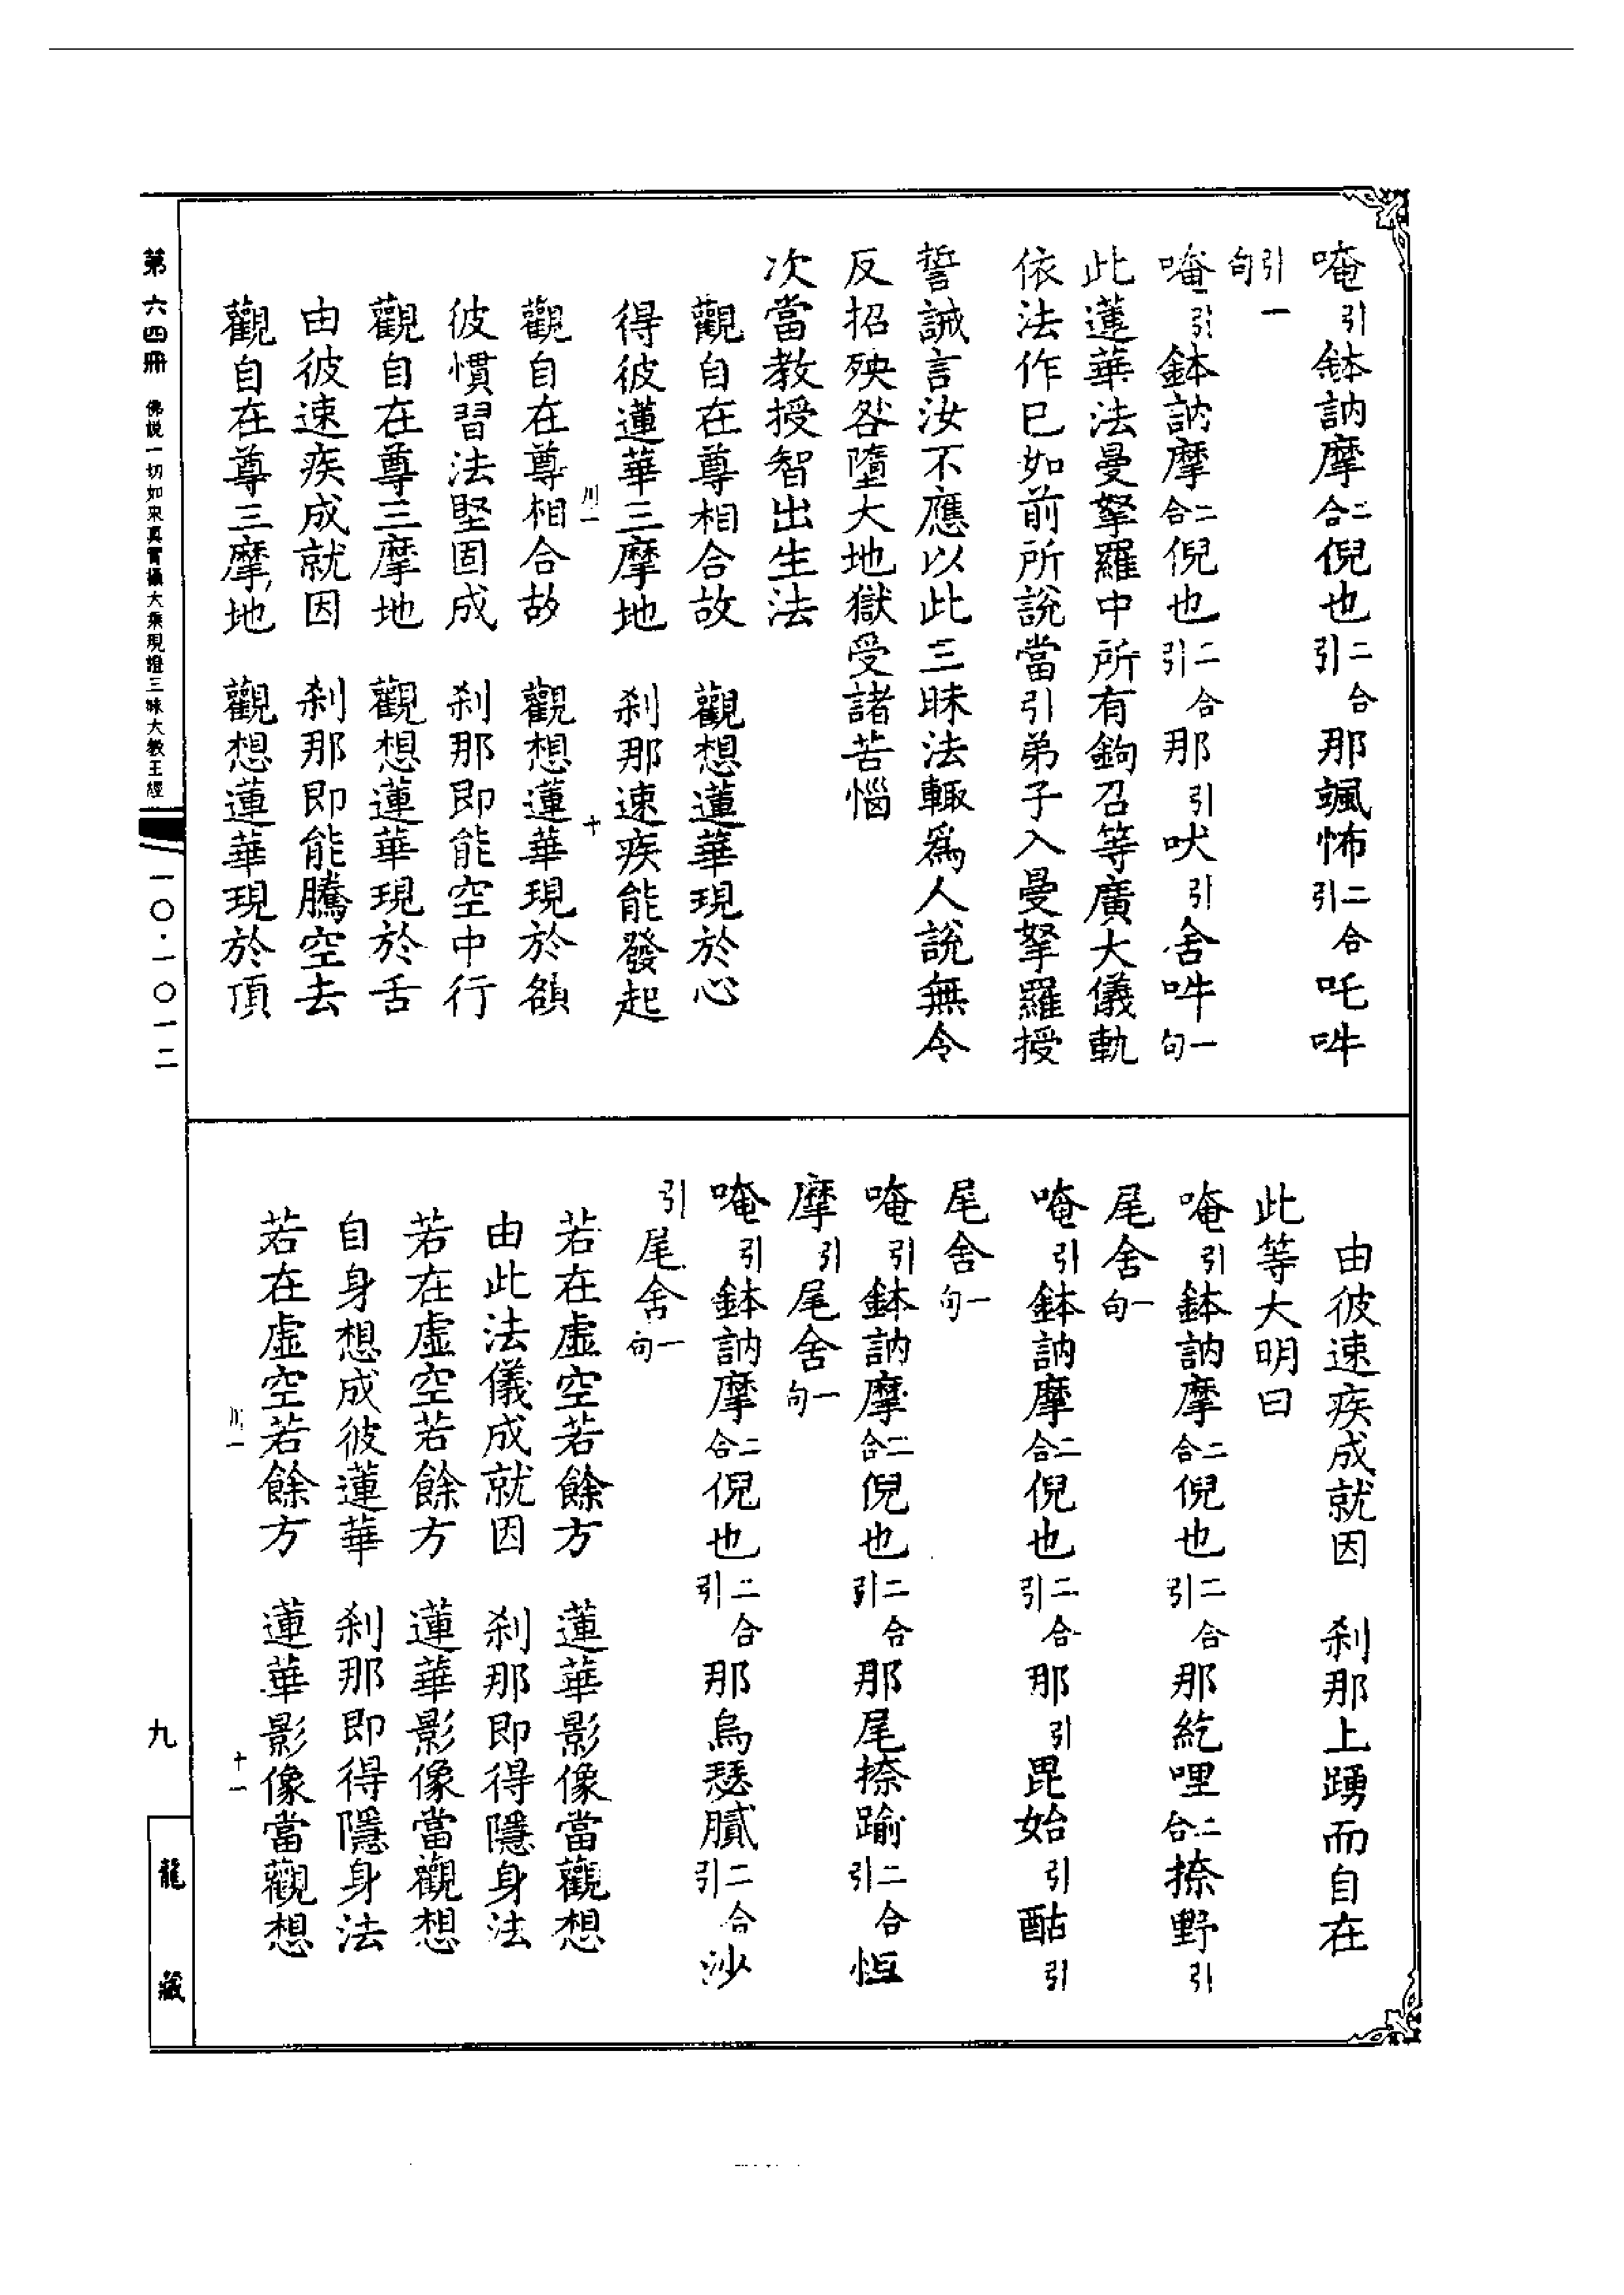 唵引鉢訥摩二合倪也二合引那颯怖二合引吒吽
引一句
唵引鉢訥摩二合倪也二合引那引吠引舍吽一句
此蓮華法曼拏羅中所有鉤召等廣大儀軌
依法作已如前所說當引弟子入曼拏羅授
誓誡言汝不應以此三昧法輙爲人說無令
反招殃咎墮大地獄受諸苦惱
次當教授智出生法
觀自在尊相合故　觀想蓮華現於心
得彼蓮華三摩地　刹那速疾能發起
川一　十
觀自在尊相合故　觀想蓮華現於額
彼慣習法堅固成　刹那即能空中行
觀自在尊三摩地　觀想蓮華現於舌
由彼速疾成就因　刹那即能騰空去
觀自在尊三摩地　觀想蓮華現於頂
由彼速疾成就因　刹那上踴而自在
此等大明曰
唵引鉢訥摩二合倪也二合引那紇哩二合捺野引
尾舍一句
唵引鉢訥摩二合倪也二合引那引毘始引酤引
尾舍一句
唵引鉢訥摩二合倪也二合引那尾捺踰二合引怛
摩引尾舍一句
唵引鉢訥摩二合倪也二合引那烏瑟膩二合引沙
引尾舍一句
若在虛空若餘方　蓮華影像當觀想
由此法儀成就因　刹那即得隱身法
若在虛空若餘方　蓮華影像當觀想
自身想成彼蓮華　刹那即得隱身法
若在虛空若餘方　蓮華影像當觀想
川一　十一
第六四冊　佛説一切如來真實攝大乘現證三昧大教王經
一〇·一〇一二
九
龍藏